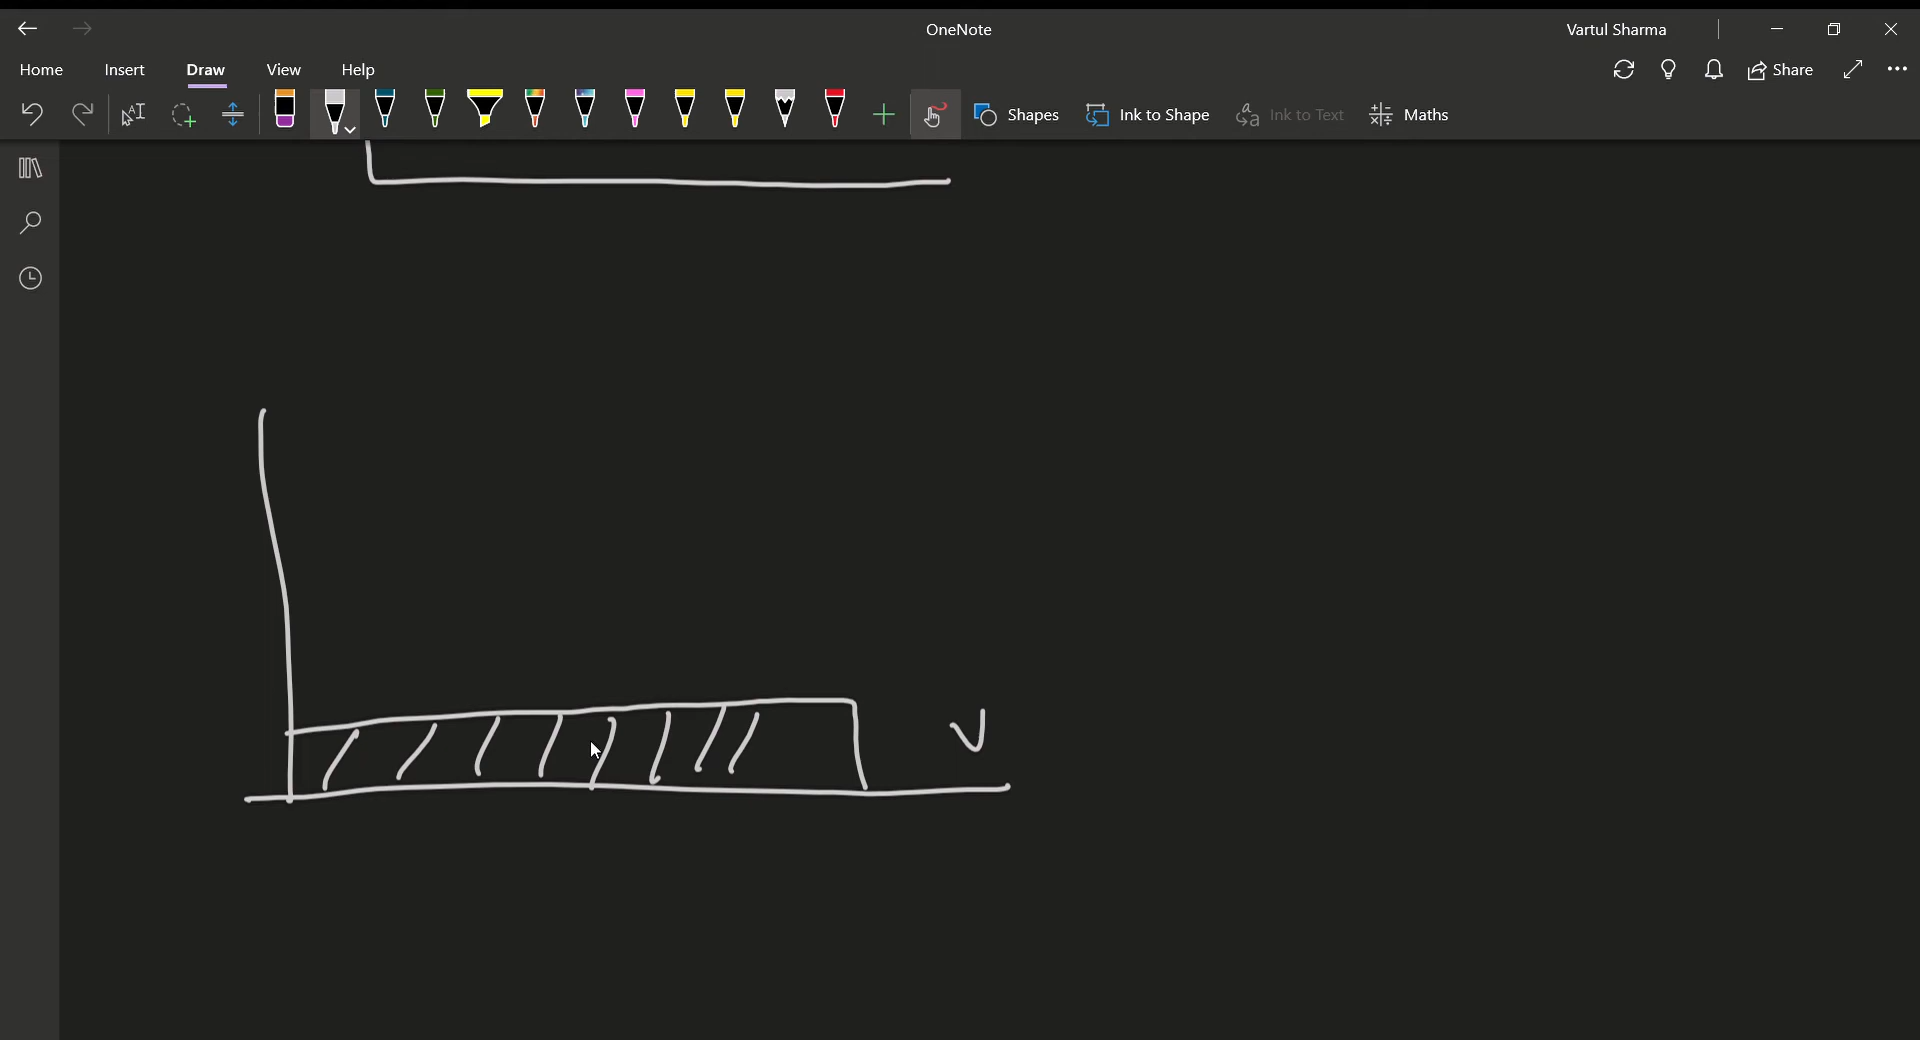 OneNote
Vartul Sharma
Home Insert Draw View Help
Share
Shapes Ink to Shape Ink to Text Maths
V